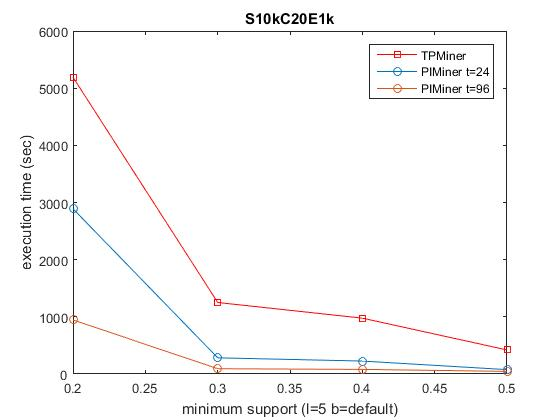 S10kC20E1k
6000
5000
4000
3000
2000
1000
0
execution time (sec)
TPMiner
PIMiner t=24
PIMiner t=96
0.2 0.25 0.3 0.35 0.4 0.45 0.5
minimum support (l=5 b=default)